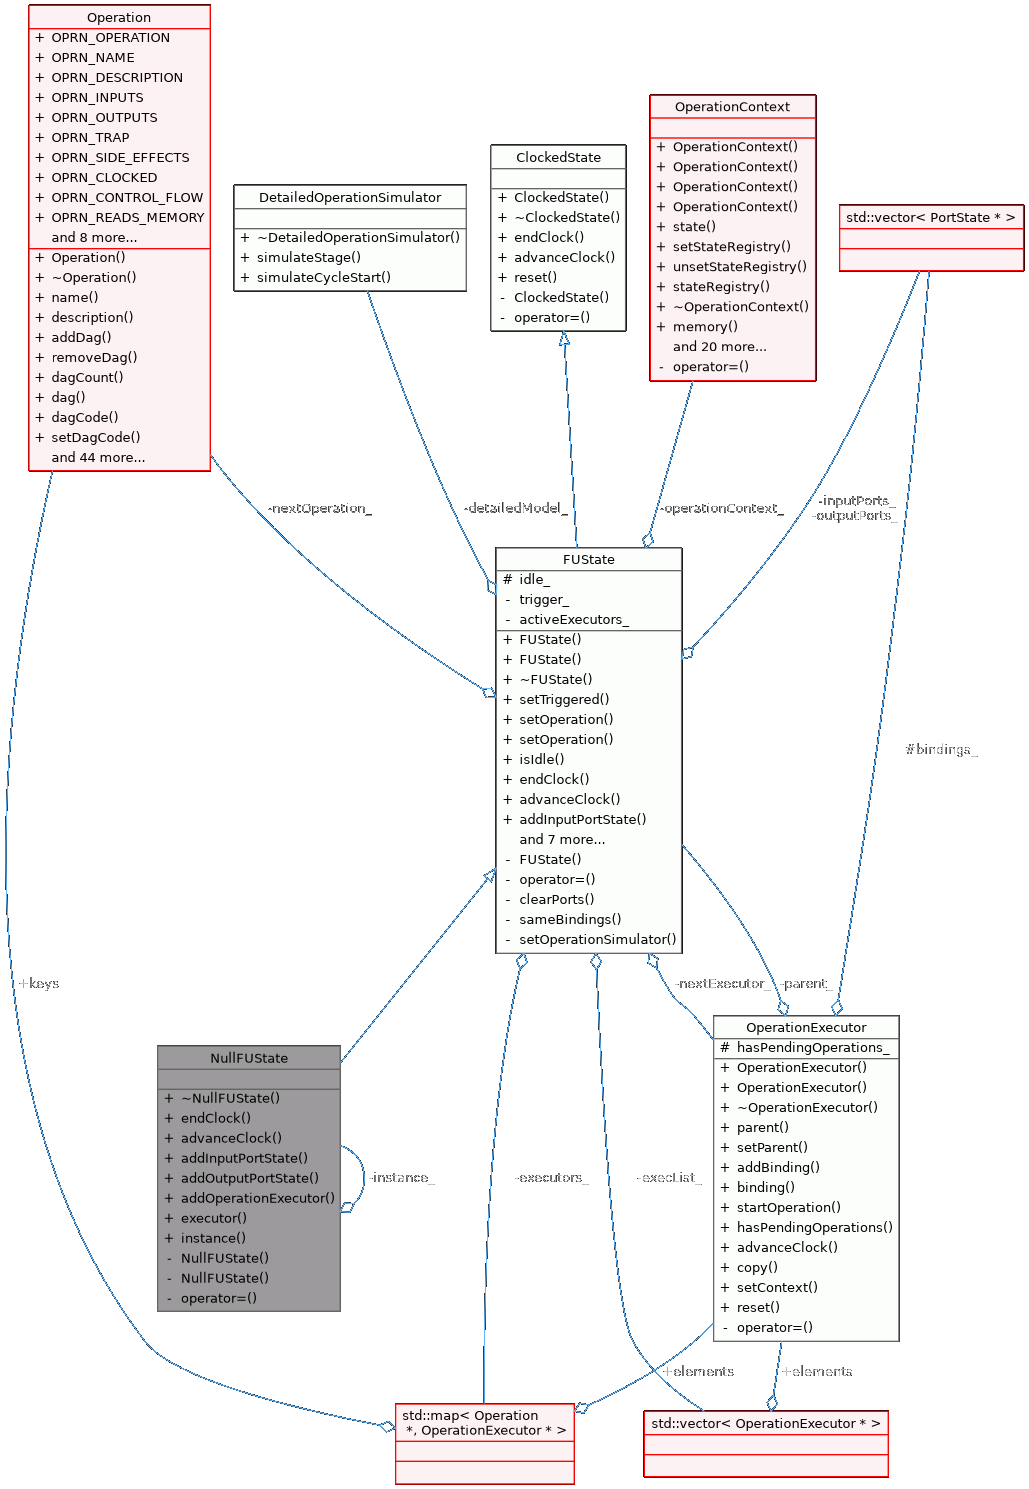 Operation
+ OPRN_OPERATION
+ OPRN_NAME
+ OPRN_DESCRIPTION
+ OPRN_INPUTS
+ OPRN_OUTPUTS
+ OPRN_TRAP
+ OPRN_SIDE_EFFECTS
+ OPRN_CLOCKED
+ OPRN_CONTROL_FLOW
+ OPRN_READS_MEMORY
and 8 more...
+ Operation()
+ ~Operation()
+ name()
+ description()
+ addDag()
+ removeDag()
+ dagCount()
+ dag()
+ dagCode()
+ setDagCode()
and 44 more...
DetailedOperationSimulator
+ ~DetailedOperationSimulator()
+ simulateStage()
+ simulateCycleStart()
ClockedState
+ ClockedState()
+ ~ClockedState()
+ endClock()
+ advanceClock()
+ reset()
- ClockedState()
- operator=()
OperationContext
+ OperationContext()
+ OperationContext()
+ OperationContext()
+ OperationContext()
+ state()
+ setStateRegistry()
+ unsetStateRegistry()
+ stateRegistry()
+ ~OperationContext()
+ memory()
and 20 more...
- operator=()
std::vector< PortState * >
-nextOperation_
-detailedModel_
-operationContext_
-inputPorts_
-outputPorts_
FUState
# idle_
- trigger_
- activeExecutors_
+ FUState()
+ FUState()
+ ~FUState()
+ setTriggered()
+ setOperation()
+ setOperation()
+ isIdle()
+ endClock()
+ advanceClock()
+ addInputPortState()
and 7 more...
- FUState()
- operator=()
- clearPorts()
- sameBindings()
- setOperationSimulator()
#bindings_
+keys
-nextExecutor_
-parent_
NullFUState
+ ~NullFUState()
+ endClock()
+ advanceClock()
+ addInputPortState()
+ addOutputPortState()
+ addOperationExecutor()
+ executor()
+ instance()
- NullFUState()
- NullFUState()
- operator=()
-instance_
-executors_
-execList_
OperationExecutor
# hasPendingOperations_
+ OperationExecutor()
+ OperationExecutor()
+ ~OperationExecutor()
+ parent()
+ setParent()
+ addBinding()
+ binding()
+ startOperation()
+ hasPendingOperations()
+ advanceClock()
+ copy()
+ setContext()
+ reset()
- operator=()
+elements
+elements
std::map< Operation
*, OperationExecutor * >
std::vector< OperationExecutor * >